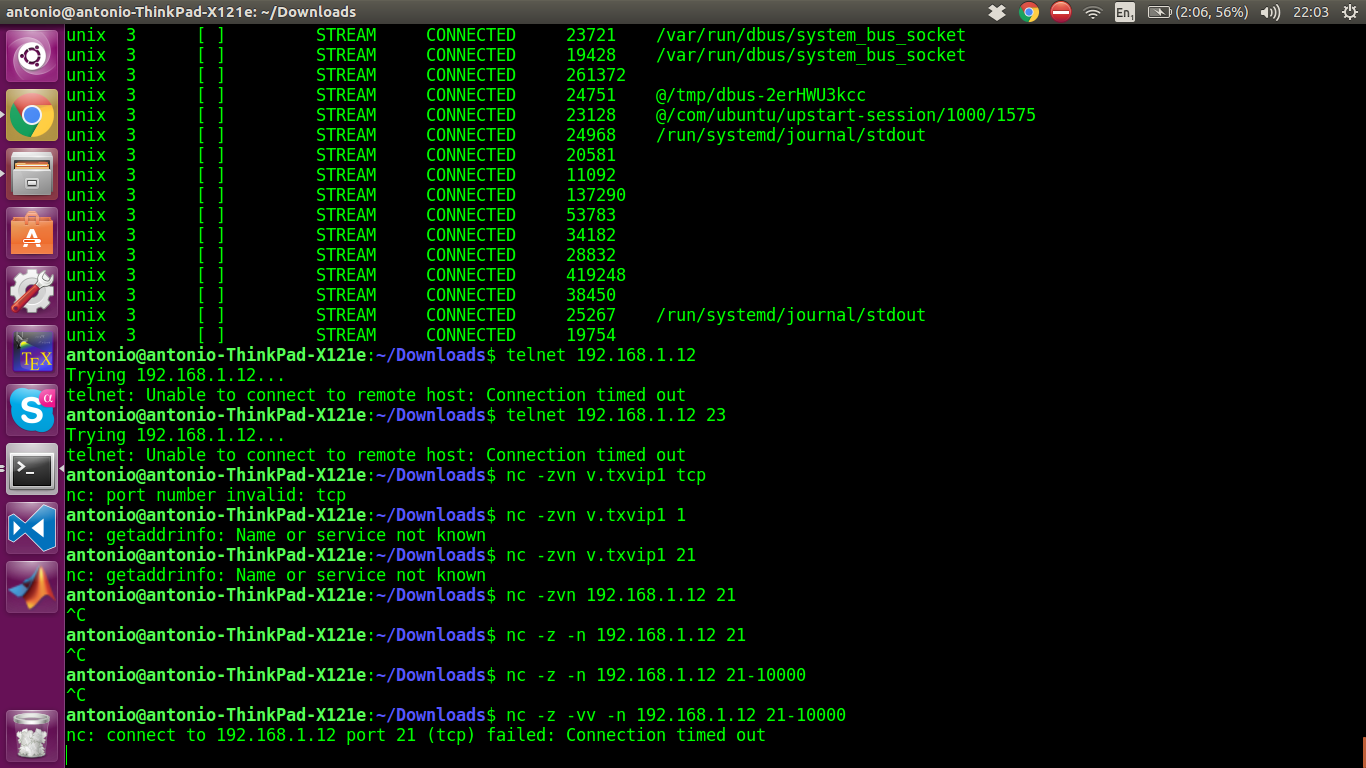 antonio@antonio-ThinkPad-X121e: ~/Downloads En1 (2:06, 56%) 22:03
unix 3 [ ] STREAM CONNECTED 23721 /var/run/dbus/system_bus_socket
unix 3 [ ] STREAM CONNECTED 19428 /var/run/dbus/system_bus_socket
unix 3 [ ] STREAM CONNECTED 261372
unix 3 [ ] STREAM CONNECTED 24751 @/tmp/dbus-2erHWU3kcc
unix 3 [ ] STREAM CONNECTED 23128 @/com/ubuntu/upstart-session/1000/1575
unix 3 [ ] STREAM CONNECTED 24968 /run/systemd/journal/stdout
unix 3 [ ] STREAM CONNECTED 20581
unix 3 [ ] STREAM CONNECTED 11092
unix 3 [ ] STREAM CONNECTED 137290
unix 3 [ ] STREAM CONNECTED 53783
unix 3 [ ] STREAM CONNECTED 34182
unix 3 [ ] STREAM CONNECTED 28832
unix 3 [ ] STREAM CONNECTED 419248
unix 3 [ ] STREAM CONNECTED 38450
unix 3 [ ] STREAM CONNECTED 25267 /run/systemd/journal/stdout
unix 3 [ ] STREAM CONNECTED 19754
antonio@antonio-ThinkPad-X121e:~/Downloads$ telnet 192.168.1.12
Trying 192.168.1.12...
telnet: Unable to connect to remote host: Connection timed out
antonio@antonio-ThinkPad-X121e:~/Downloads$ telnet 192.168.1.12 23
Trying 192.168.1.12...
telnet: Unable to connect to remote host: Connection timed out
antonio@antonio-ThinkPad-X121e:~/Downloads$ nc -zvn v.txvip1 tcp
nc: port number invalid: tcp
antonio@antonio-ThinkPad-X121e:~/Downloads$ nc -zvn v.txvip1 1
nc: getaddrinfo: Name or service not known
antonio@antonio-ThinkPad-X121e:~/Downloads$ nc -zvn v.txvip1 21
nc: getaddrinfo: Name or service not known
antonio@antonio-ThinkPad-X121e:~/Downloads$ nc -zvn 192.168.1.12 21
^C
antonio@antonio-ThinkPad-X121e:~/Downloads$ nc -z -n 192.168.1.12 21
^C
antonio@antonio-ThinkPad-X121e:~/Downloads$ nc -z -n 192.168.1.12 21-10000
^C
antonio@antonio-ThinkPad-X121e:~/Downloads$ nc -z -vv -n 192.168.1.12 21-10000
nc: connect to 192.168.1.12 port 21 (tcp) failed: Connection timed out
TEX
S α